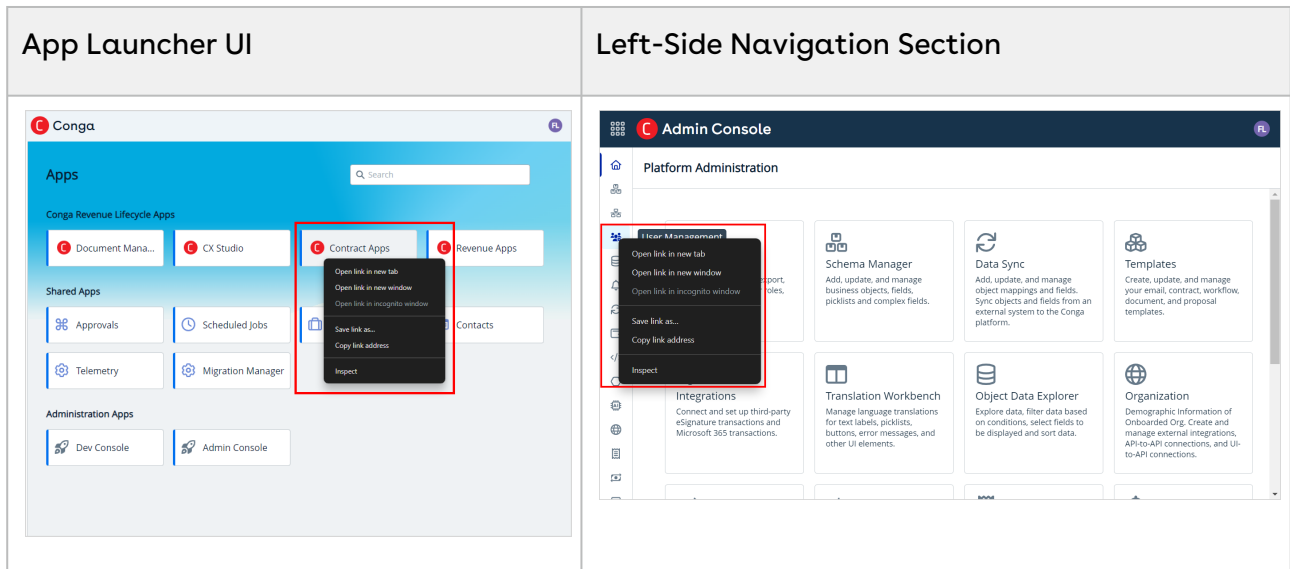 App Launcher UI
Left-Side Navigation Section
Conga
FL
Apps
Search
Conga Revenue Lifecycle Apps
Document Mana...
CX Studio
Contract Apps
Revenue Apps
Open link in new tab
Open link in new window
Open link in incognito window
Save link as...
Copy link address
Inspect
Shared Apps
Approvals
Scheduled Jobs
Contacts
Telemetry
Migration Manager
Administration Apps
Dev Console
Admin Console
Admin Console
FL
Platform Administration
User Management
Open link in new tab
Open link in new window
Open link in incognito window
Save link as...
Copy link address
Inspect
roles,
Schema Manager
Add, update, and manage
business objects, fields,
picklists and complex fields.
Data Sync
Add, update, and manage
object mappings and fields.
Sync objects and fields from an
external system to the Conga
platform.
Templates
Create, update, and manage
your email, contract, workflow,
document, and proposal
templates.
Integrations
Connect and set up third-party
eSignature transactions and
Microsoft 365 transactions.
Translation Workbench
Manage language translations
for text labels, picklists,
buttons, error messages, and
other UI elements.
Object Data Explorer
Explore data, filter data based
on conditions, select fields to
be displayed and sort data.
Organization
Demographic Information of
Onboarded Org. Create and
manage external integrations,
API-to-API connections, and UI-
to-API connections.